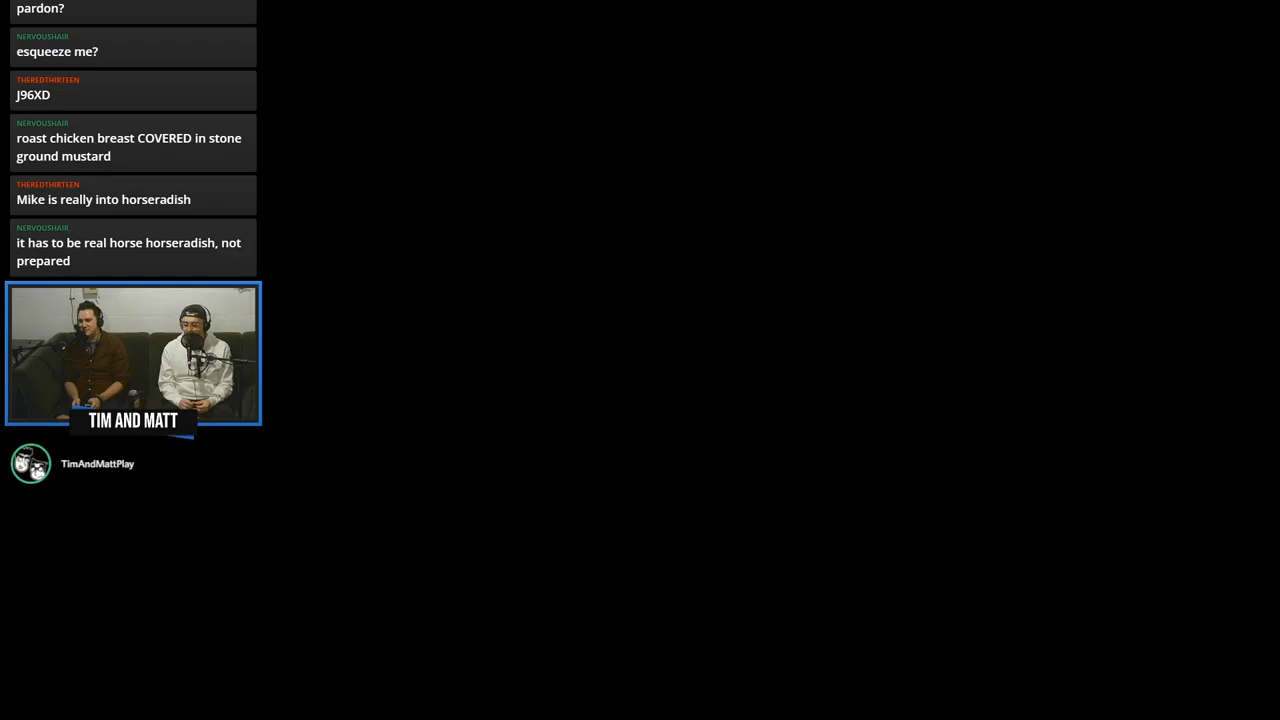 pardon?
NERVOUSHAIR
esqueeze me?
THEREDTHIRTEEN
J96XD
NERVOUSHAIR
roast chicken breast COVERED in stone
ground mustard
THEREDTHIRTEEN
Mike is really into horseradish
NERVOUSHAIR
it has to be real horse horseradish, not
prepared
TIM AND MATT
TimAndMattPlay